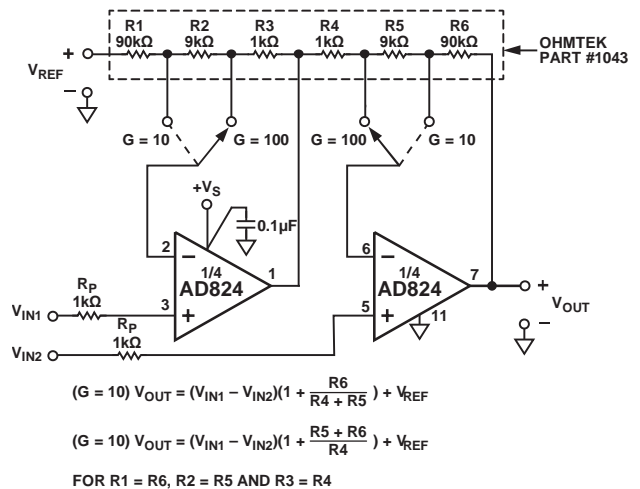 R1 R2 R3 R4 R5 R6
90kΩ 9kΩ 1kΩ 1kΩ 9kΩ 90kΩ
OHMTEK
PART #1043
+
VREF
–
G = 10 G = 100 G = 100 G = 10
+VS
0.1µF
2 – 1/4 AD824 1
3 +
6 – 1/4 AD824 7
5 +
11
RP
1kΩ
VIN1
RP
1kΩ
VIN2
+
VOUT
–
(G = 10) VOUT = (VIN1 – VIN2)(1 + R6 / R4 + R5) + VREF
(G = 10) VOUT = (VIN1 – VIN2)(1 + R5 + R6 / R4) + VREF
FOR R1 = R6, R2 = R5 AND R3 = R4